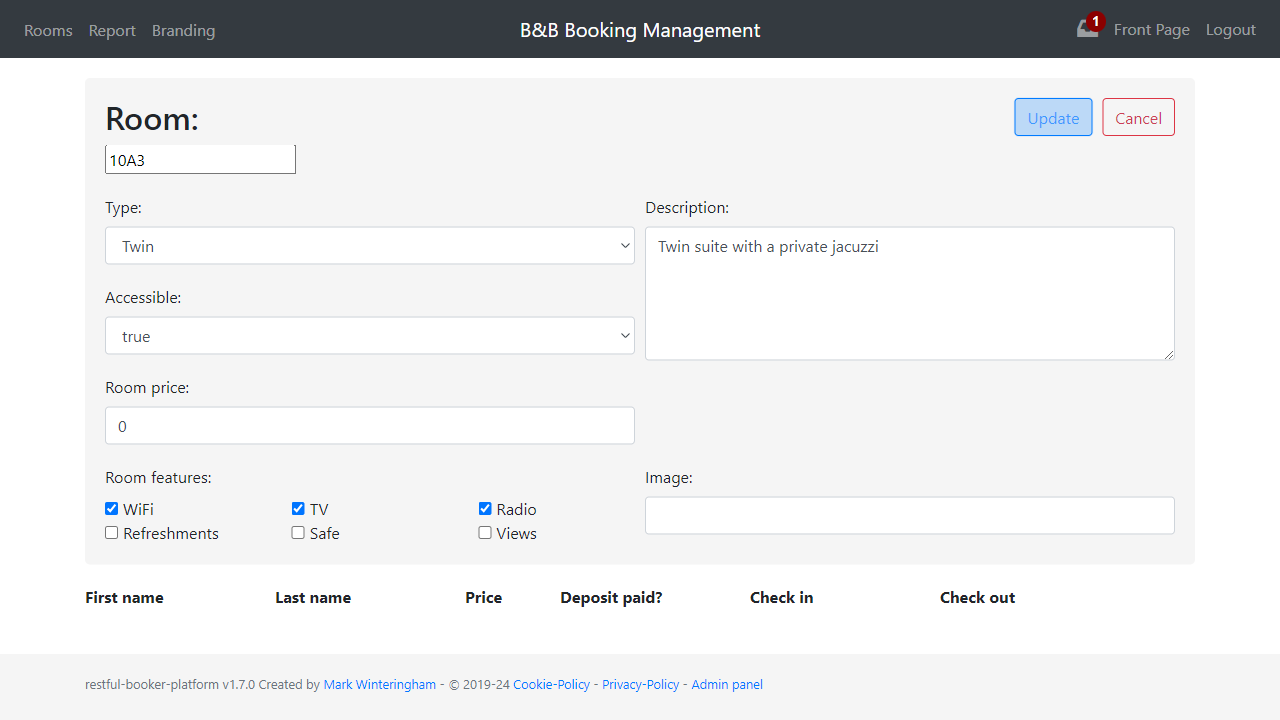 Rooms Report Branding B&B Booking Management 1 Front Page Logout
Room: Update Cancel
10A3
Type: Description:
Twin Twin suite with a private jacuzzi
Accessible:
true
Room price:
0
Room features: Image:
WiFi TV Radio
Refreshments Safe Views
First name Last name Price Deposit paid? Check in Check out
restful-booker-platform v1.7.0 Created by Mark Winteringham - © 2019-24 Cookie-Policy - Privacy-Policy - Admin panel